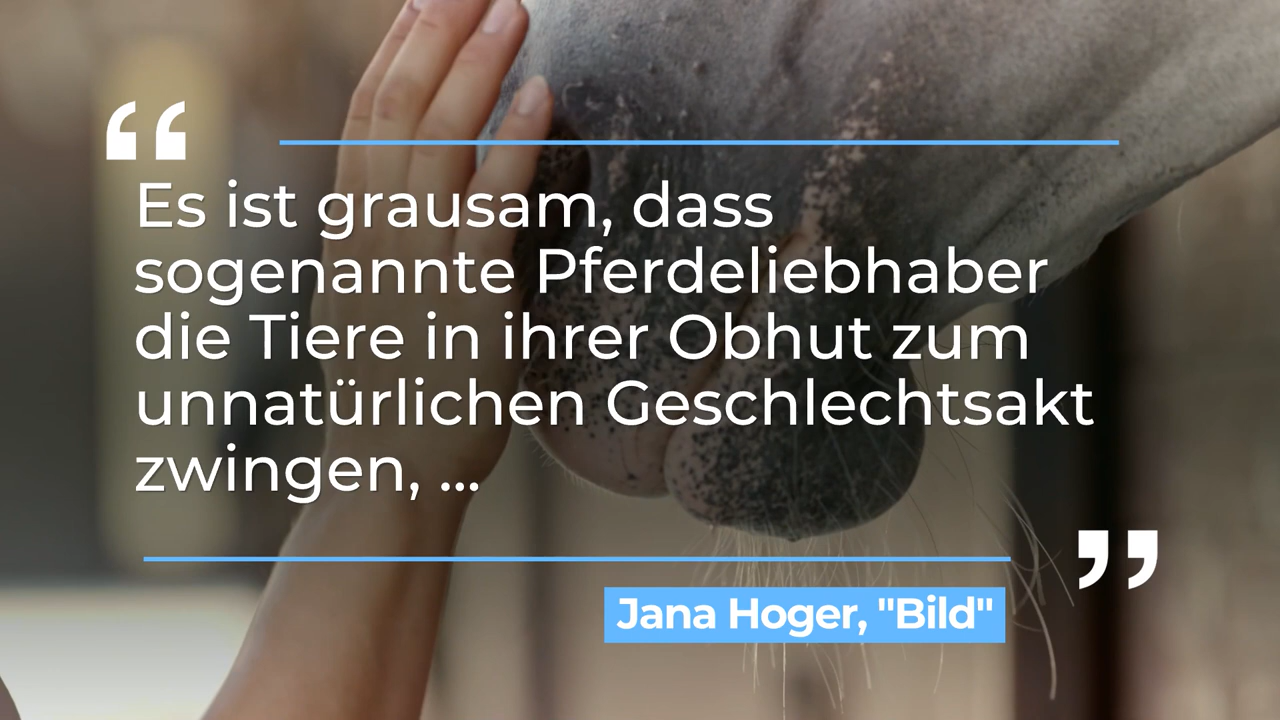 “
Es ist grausam, dass
sogenannte Pferdeliebhaber
die Tiere in ihrer Obhut zum
unnatürlichen Geschlechtsakt
zwingen, ...
”
Jana Hoger, "Bild"